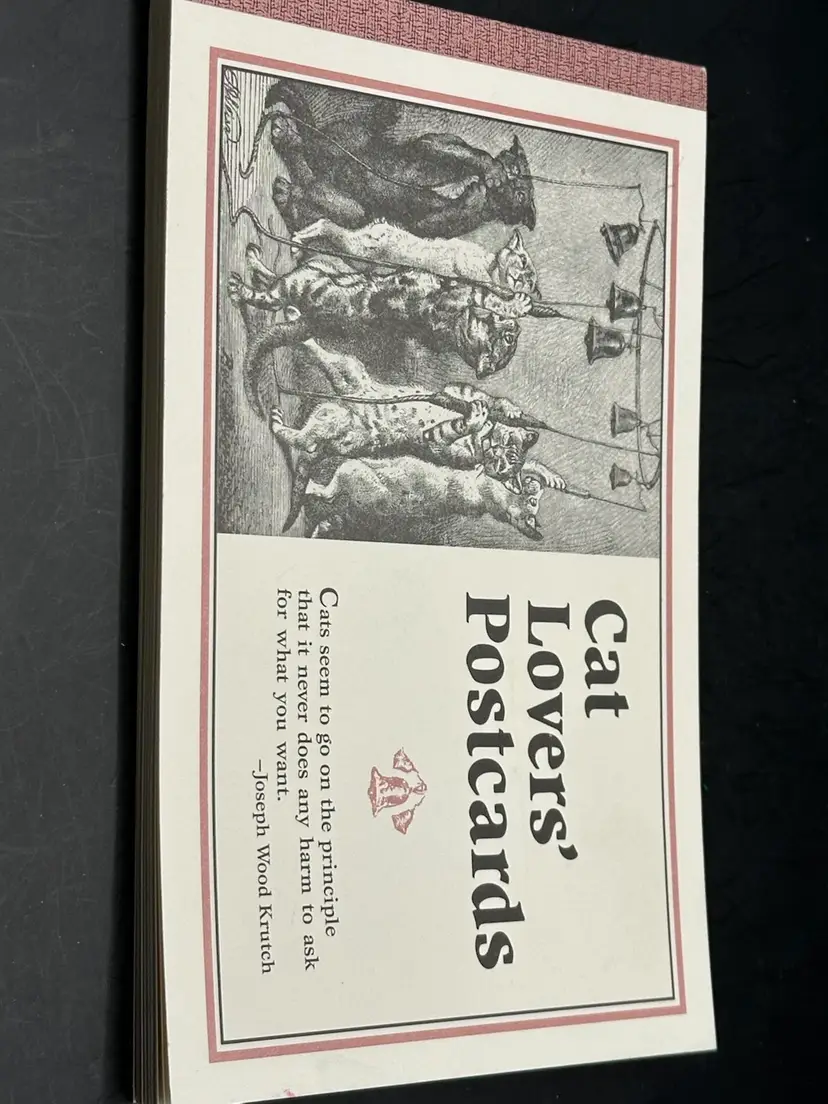 Cat
Lovers'
Postcards
Cats seem to go on the principle
that it never does any harm to ask
for what you want.
–Joseph Wood Krutch